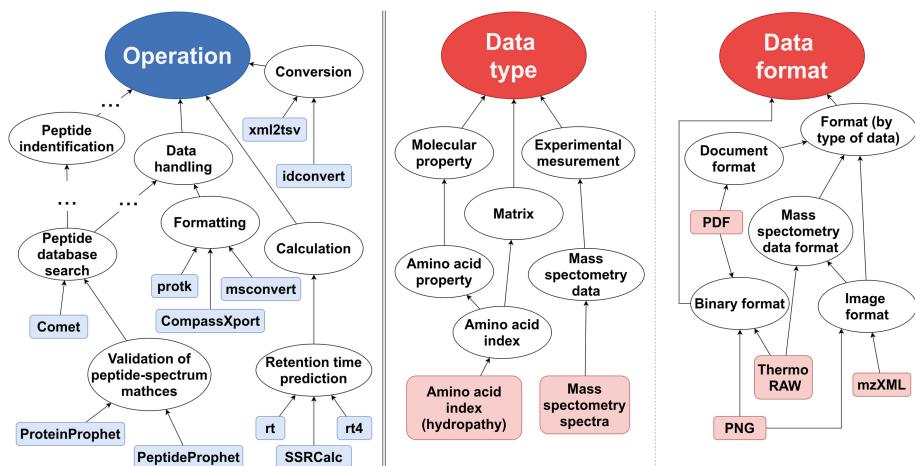 Operation
Conversion
...
xml2tsv
Peptide
indentification
Data
handling
idconvert
...
...
Formatting
Peptide
database
search
Calculation
protk
msconvert
CompassXport
Comet
Validation of
peptide-spectrum
mathces
Retention time
prediction
ProteinProphet
rt
rt4
PeptideProphet
SSRCalc
Data
type
Molecular
property
Experimental
mesurement
Matrix
Amino acid
property
Mass
spectometry
data
Amino acid
index
Amino acid
index
(hydropathy)
Mass
spectometry
spectra
Data
format
Format (by
type of data)
Document
format
PDF
Mass
spectometry
data format
Binary format
Image
format
Thermo
RAW
mzXML
PNG